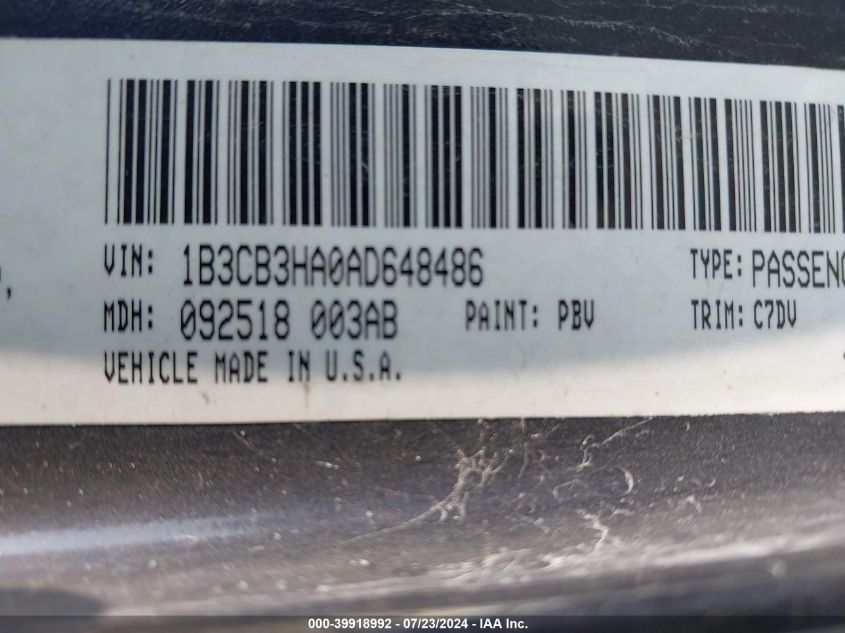 VIN: 1B3CB3HA0AD648486 TYPE: PASSENG
MDH: 092518 003AB PAINT: PBV TRIM: C7DV
VEHICLE MADE IN U.S.A.
000-39918992 - 07/23/2024 - IAA Inc.